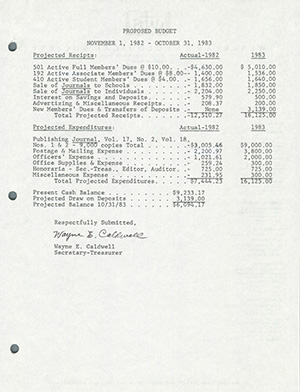 PROPOSED BUDGET
NOVEMBER 1, 1982 - OCTOBER 31, 1983
Projected Receipts: Actual-1982 1983
501 Active Full Members' Dues @ $10.00. . -$4,630.00 $ 5,010.00
192 Active Associate Members' Dues @ $8.00-- 1,400.00 1,536.00
410 Active Student Members' Dues @ $4.00. . -1,656.00 1,640.00
Sale of Journals to Schools . . . . . . . . 1,832.00 1,850.00
Sale of Journals to Individuals . . . . . . 2,204.00 2,250.00
Interest on Savings and Deposits . . . . . 579.90 500.00
Advertising & Miscellaneous Receipts . . . 208.37 200.00
New Members' Dues & Transfers of Deposits None 3,139.00
Total Projected Receipts. . . . . . 12,510.27 16,125.00
Projected Expenditures: Actual-1982 1983
Publishing Journal, Vol. 17, No. 2, Vol. 18,
Nos. 1 & 2 - 9,000 copies Total . . -$3,005.46 $9,000.00
Postage & Mailing Expense . . . . . . . 2,200.97 3,800.00
Officers' Expense . . . . . . . . . . . 1,021.61 2,000.00
Office Supplies & Expense . . . . . . . 259.24 300.00
Honoraria - Sec.-Treas., Editor, Auditor. - 725.00 725.00
Miscellaneous Expense . . . . . . . . . 231.95 300.00
Total Projected Expenditures. . . . $7,444.23 16,125.00
Present Cash Balance . . . . . . . $9,233.17
Projected Draw on Deposits . . . . 3,139.00
Projected Balance 10/31/83 . . . . $6,094.17
Respectfully Submitted,
Wayne E. Caldwell
Wayne E. Caldwell
Secretary-Treasurer